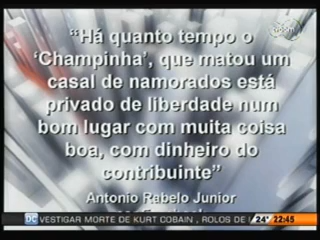 “Há quanto tempo o
‘Champinha’, que matou um
casal de namorados está
privado de liberdade num
bom lugar com muita coisa
boa, com dinheiro do
contribuinte”
Antonio Rabelo Junior
DC VESTIGAR MORTE DE KURT COBAIN , ROLOS DE 24° 22:45